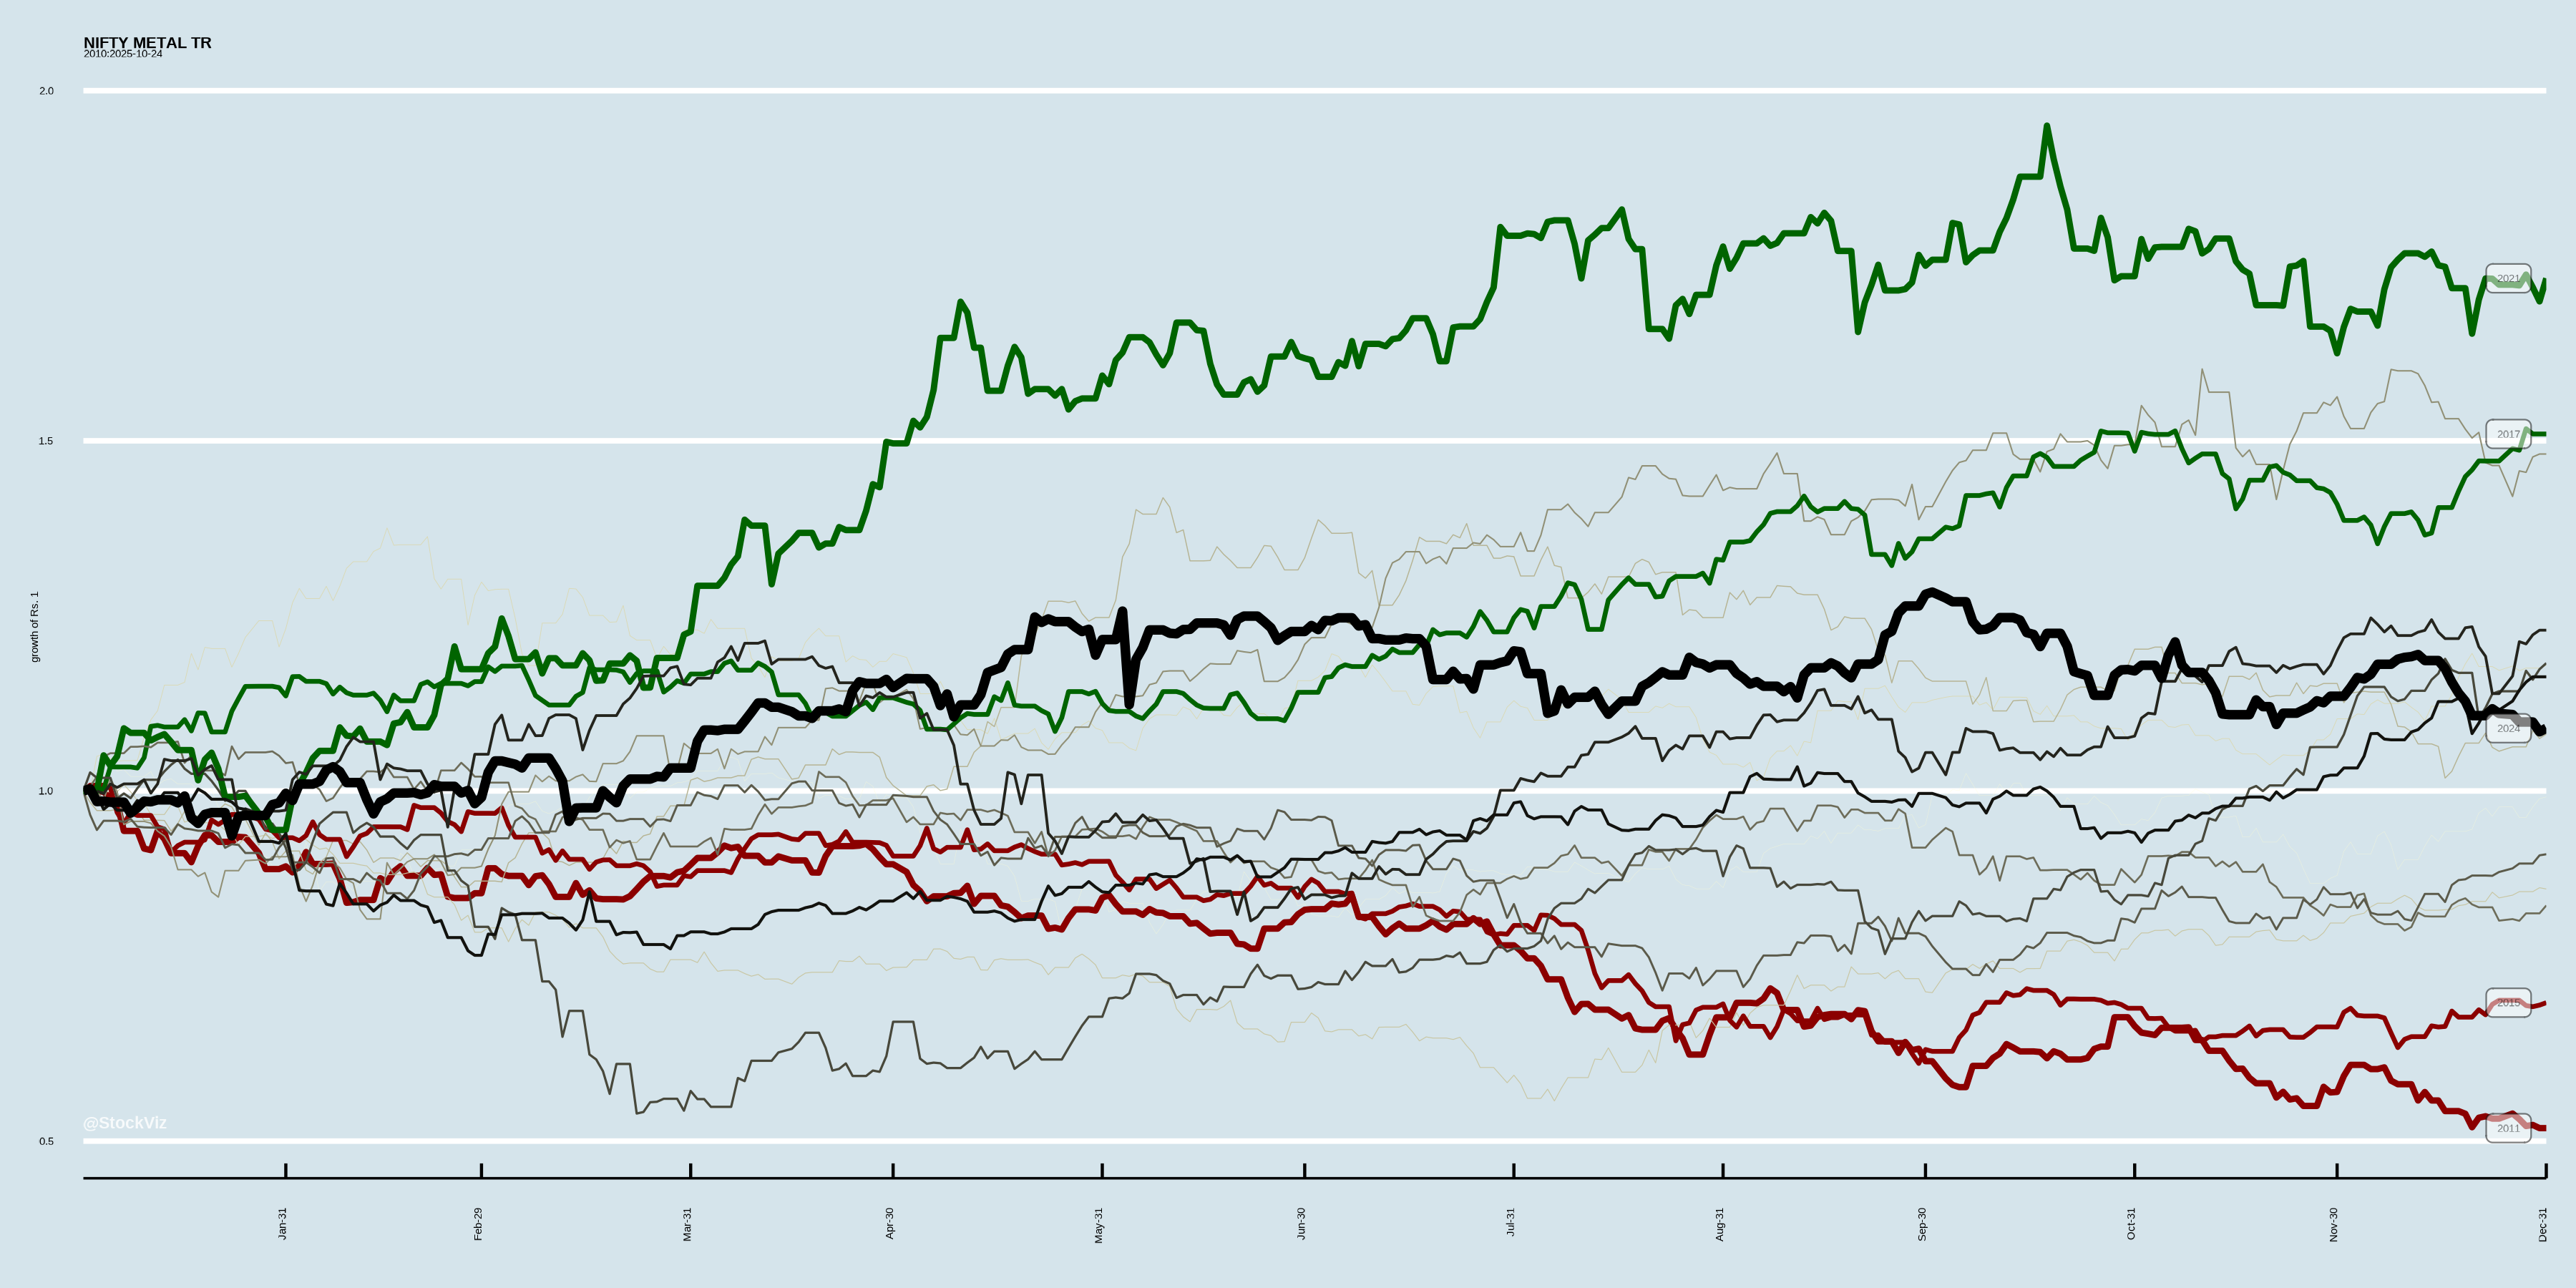 NIFTY METAL TR
2010:2025-10-24
2.0
1.5
1.0
0.5
growth of Rs. 1
2021
2017
2024
2015
2011
@StockViz
Jan-31
Feb-29
Mar-31
Apr-30
May-31
Jun-30
Jul-31
Aug-31
Sep-30
Oct-31
Nov-30
Dec-31